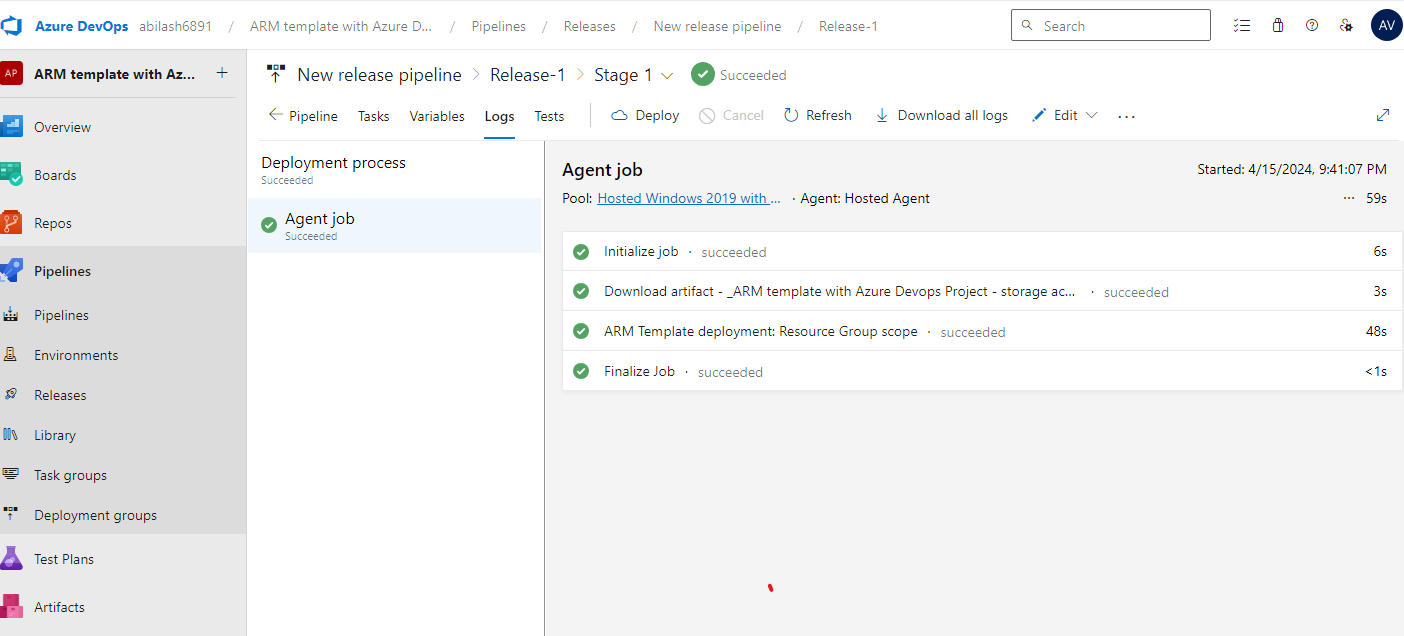 Azure DevOps abilash6891 / ARM template with Azure D... / Pipelines / Releases / New release pipeline / Release-1 Search AV
AP ARM template with Az... +
New release pipeline > Release-1 > Stage 1 Succeeded
Pipeline Tasks Variables Logs Tests Deploy Cancel Refresh Download all logs Edit ...
Overview
Boards
Repos
Pipelines
Pipelines
Environments
Releases
Library
Task groups
Deployment groups
Test Plans
Artifacts
Deployment process
Succeeded
Agent job
Succeeded
Agent job Started: 4/15/2024, 9:41:07 PM
Pool: Hosted Windows 2019 with ... · Agent: Hosted Agent ... 59s
Initialize job · succeeded 6s
Download artifact - _ARM template with Azure Devops Project - storage ac... · succeeded 3s
ARM Template deployment: Resource Group scope · succeeded 48s
Finalize Job · succeeded <1s